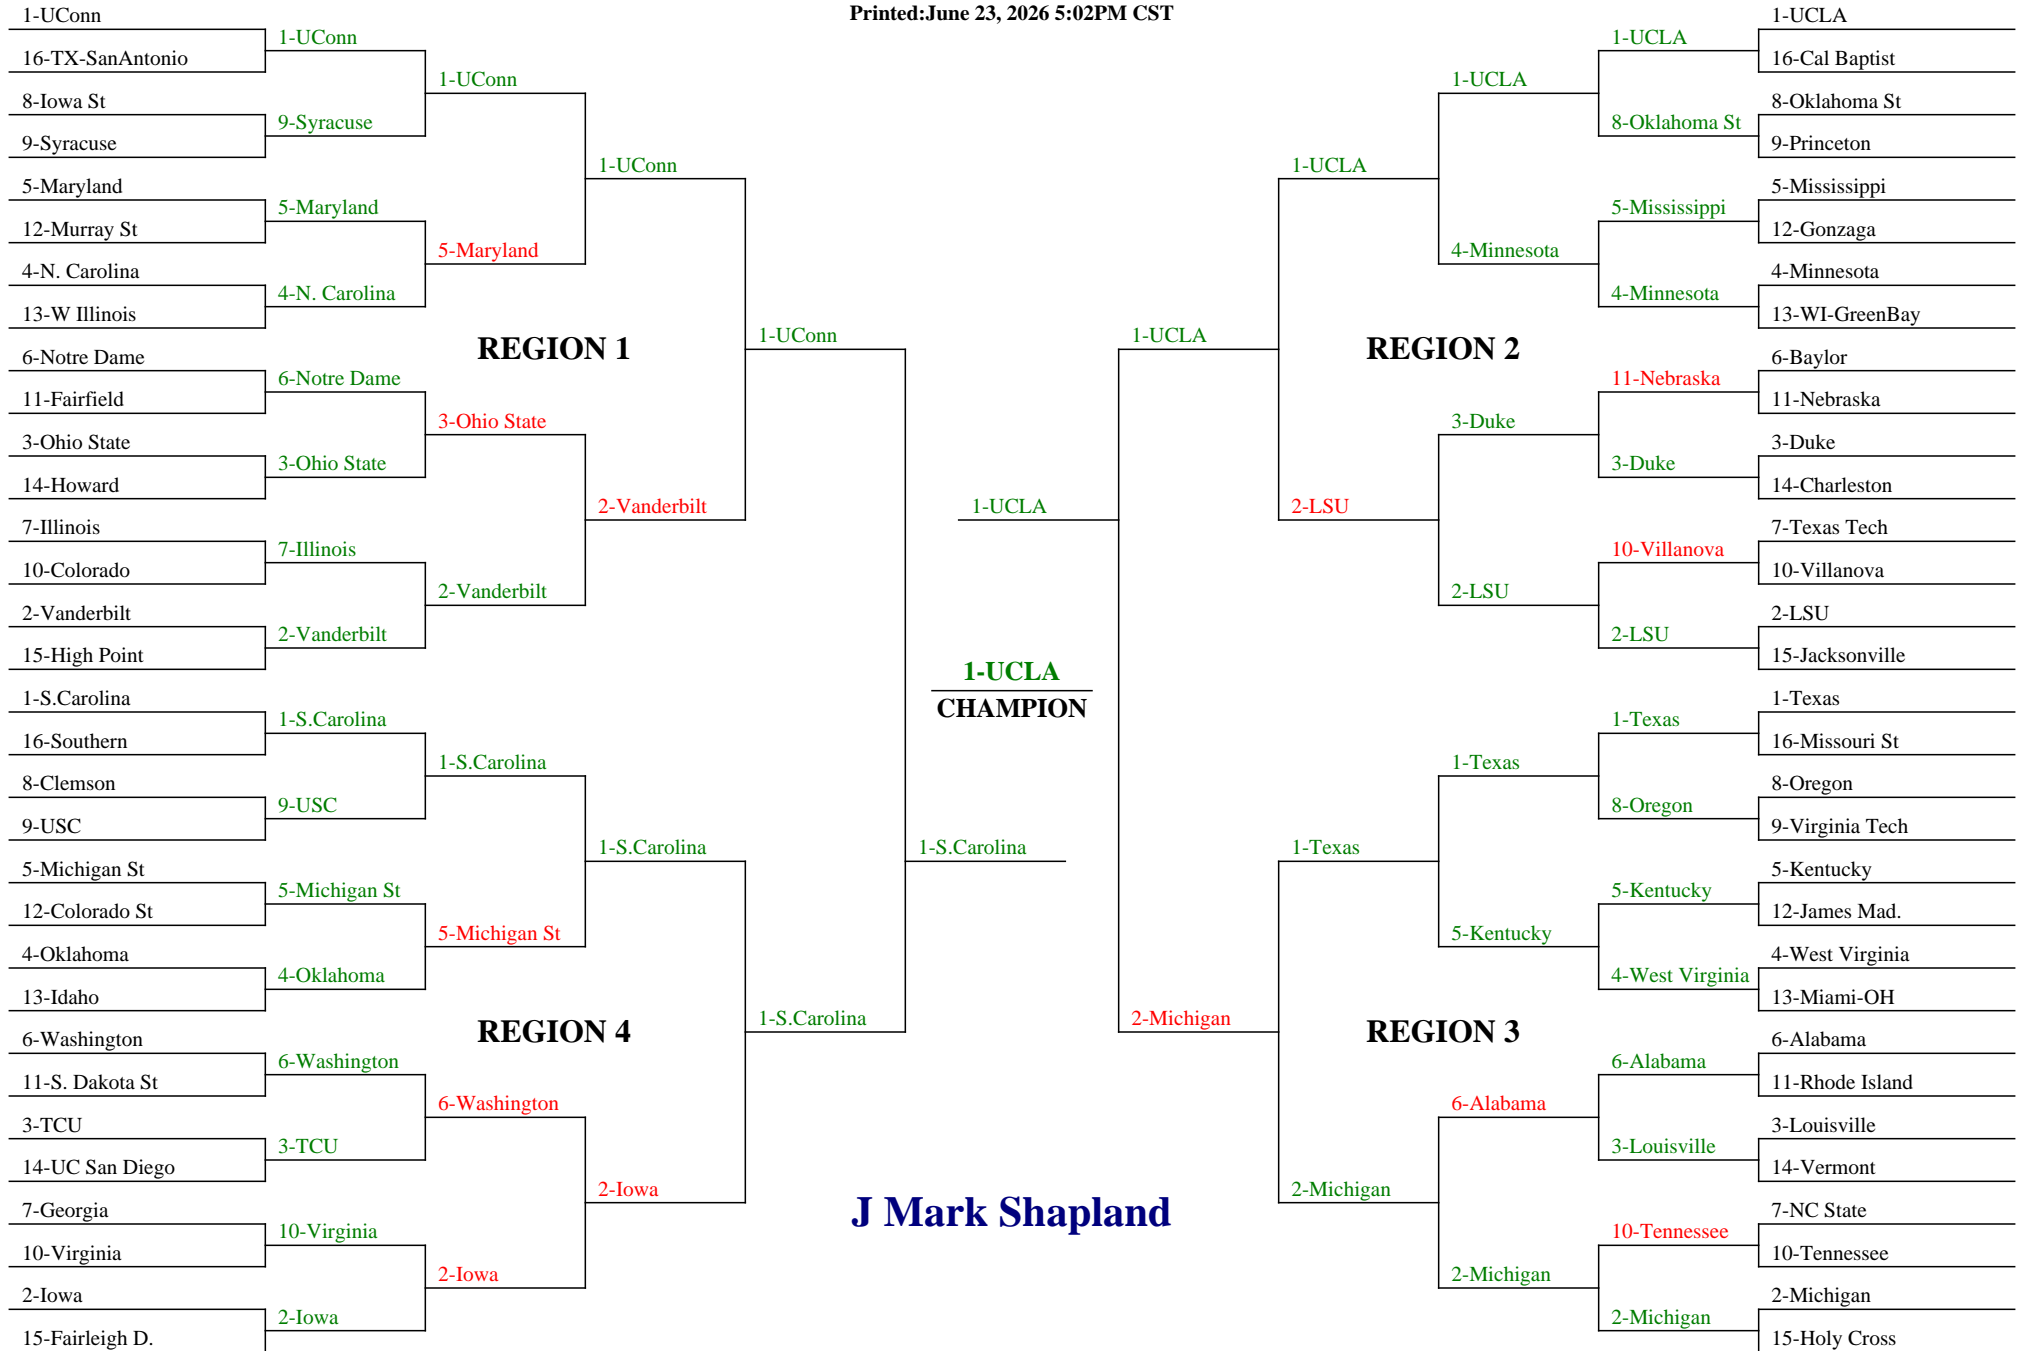 Printed:June 23, 2026 5:02PM CST
1-UConn
16-TX-SanAntonio
8-Iowa St
9-Syracuse
5-Maryland
12-Murray St
4-N. Carolina
13-W Illinois
6-Notre Dame
11-Fairfield
3-Ohio State
14-Howard
7-Illinois
10-Colorado
2-Vanderbilt
15-High Point
1-S.Carolina
16-Southern
8-Clemson
9-USC
5-Michigan St
12-Colorado St
4-Oklahoma
13-Idaho
6-Washington
11-S. Dakota St
3-TCU
14-UC San Diego
7-Georgia
10-Virginia
2-Iowa
15-Fairleigh D.
1-UConn
9-Syracuse
5-Maryland
4-N. Carolina
6-Notre Dame
3-Ohio State
7-Illinois
2-Vanderbilt
1-S.Carolina
9-USC
5-Michigan St
4-Oklahoma
6-Washington
3-TCU
10-Virginia
2-Iowa
1-UConn
5-Maryland
3-Ohio State
2-Vanderbilt
1-S.Carolina
5-Michigan St
6-Washington
2-Iowa
REGION 1
REGION 4
1-UConn
2-Vanderbilt
1-S.Carolina
2-Iowa
1-UConn
1-S.Carolina
1-S.Carolina
1-UCLA
1-UCLA
CHAMPION
J Mark Shapland
1-UCLA
2-Michigan
1-UCLA
2-LSU
1-Texas
2-Michigan
REGION 2
REGION 3
1-UCLA
4-Minnesota
3-Duke
2-LSU
1-Texas
5-Kentucky
6-Alabama
2-Michigan
1-UCLA
8-Oklahoma St
5-Mississippi
4-Minnesota
11-Nebraska
3-Duke
10-Villanova
2-LSU
1-Texas
8-Oregon
5-Kentucky
4-West Virginia
6-Alabama
3-Louisville
10-Tennessee
2-Michigan
1-UCLA
16-Cal Baptist
8-Oklahoma St
9-Princeton
5-Mississippi
12-Gonzaga
4-Minnesota
13-WI-GreenBay
6-Baylor
11-Nebraska
3-Duke
14-Charleston
7-Texas Tech
10-Villanova
2-LSU
15-Jacksonville
1-Texas
16-Missouri St
8-Oregon
9-Virginia Tech
5-Kentucky
12-James Mad.
4-West Virginia
13-Miami-OH
6-Alabama
11-Rhode Island
3-Louisville
14-Vermont
7-NC State
10-Tennessee
2-Michigan
15-Holy Cross